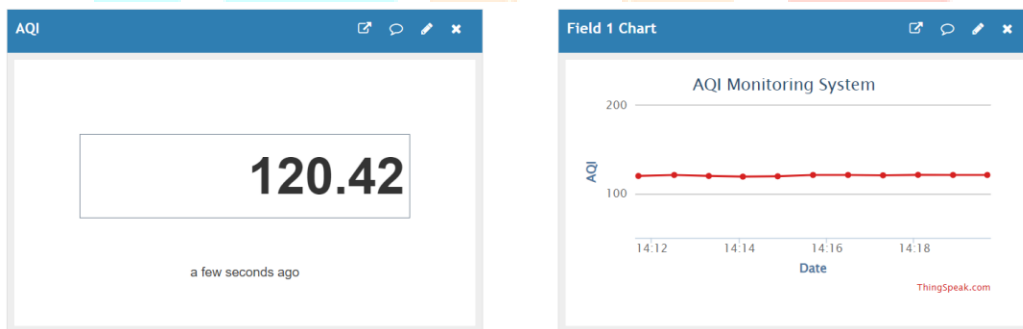 AQI
120.42
a few seconds ago
Field 1 Chart
AQI Monitoring System
200
AQI
100
14:12 14:14 14:16 14:18
Date
ThingSpeak.com